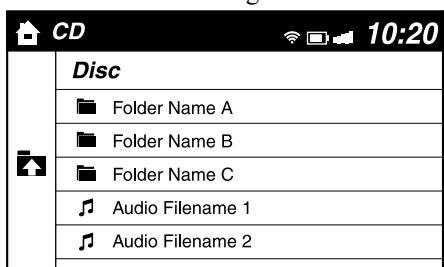 CD 10:20
Disc
Folder Name A
Folder Name B
Folder Name C
Audio Filename 1
Audio Filename 2